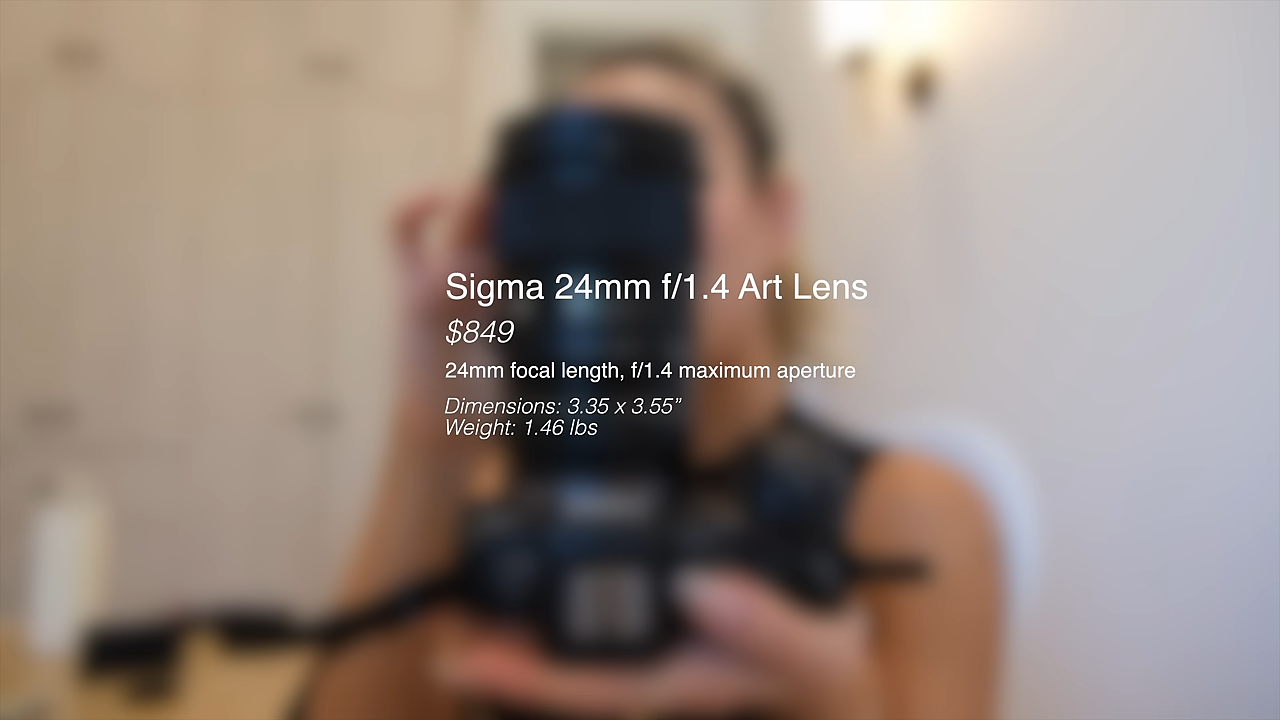 Sigma 24mm f/1.4 Art Lens
$849
24mm focal length, f/1.4 maximum aperture
Dimensions: 3.35 x 3.55”
Weight: 1.46 lbs